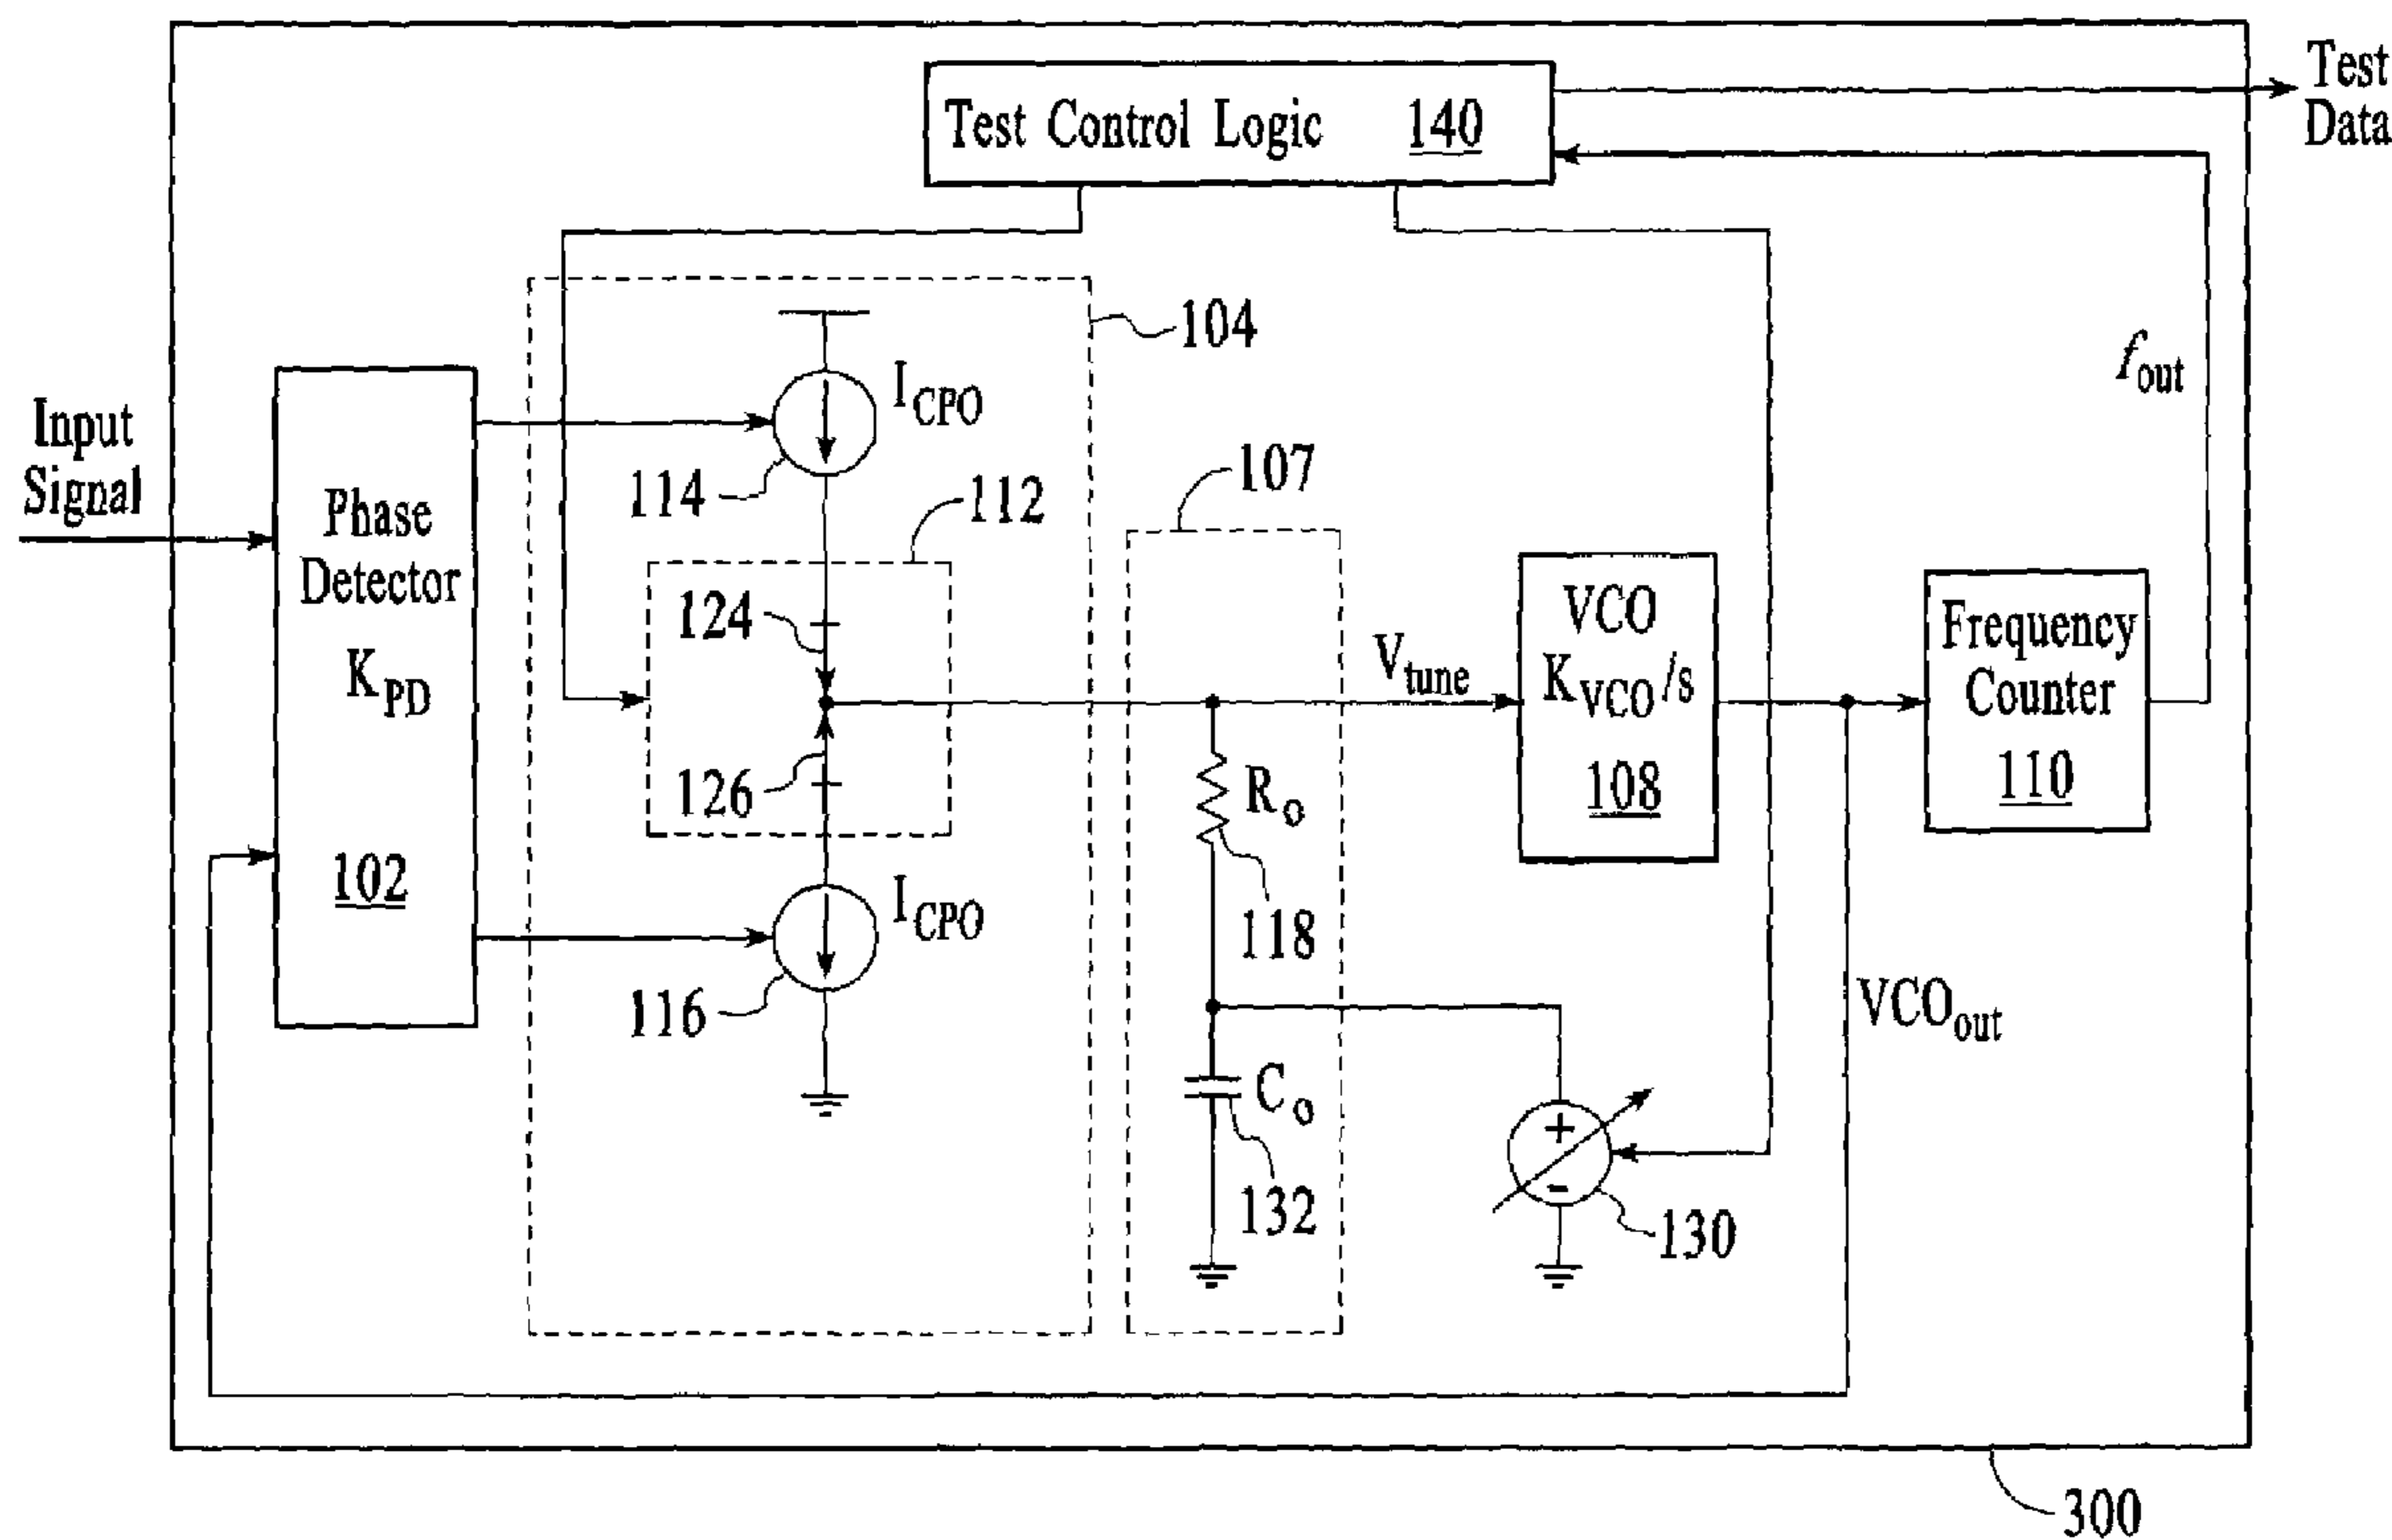 Test
Data
Test Control Logic 140
104
I_CPO
f_out
Input
Signal
114
107
112
Phase
Detector
K_PD
102
124
126
V_tune
VCO
K_VCO/s
108
Frequency
Counter
110
R_o
118
I_CPO
116
VCO_out
C_o
132
+
-
130
300